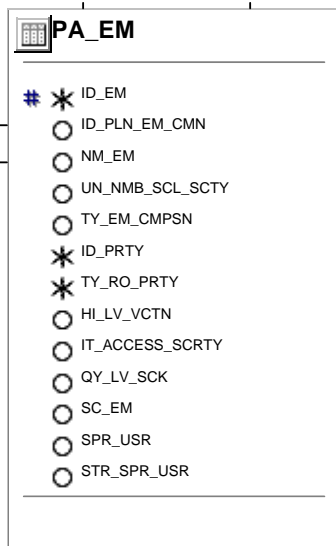 PA_EM
# * ID_EM
ID_PLN_EM_CMN
NM_EM
UN_NMB_SCL_SCTY
TY_EM_CMPSN
* ID_PRTY
* TY_RO_PRTY
HI_LV_VCTN
IT_ACCESS_SCRTY
QY_LV_SCK
SC_EM
SPR_USR
STR_SPR_USR